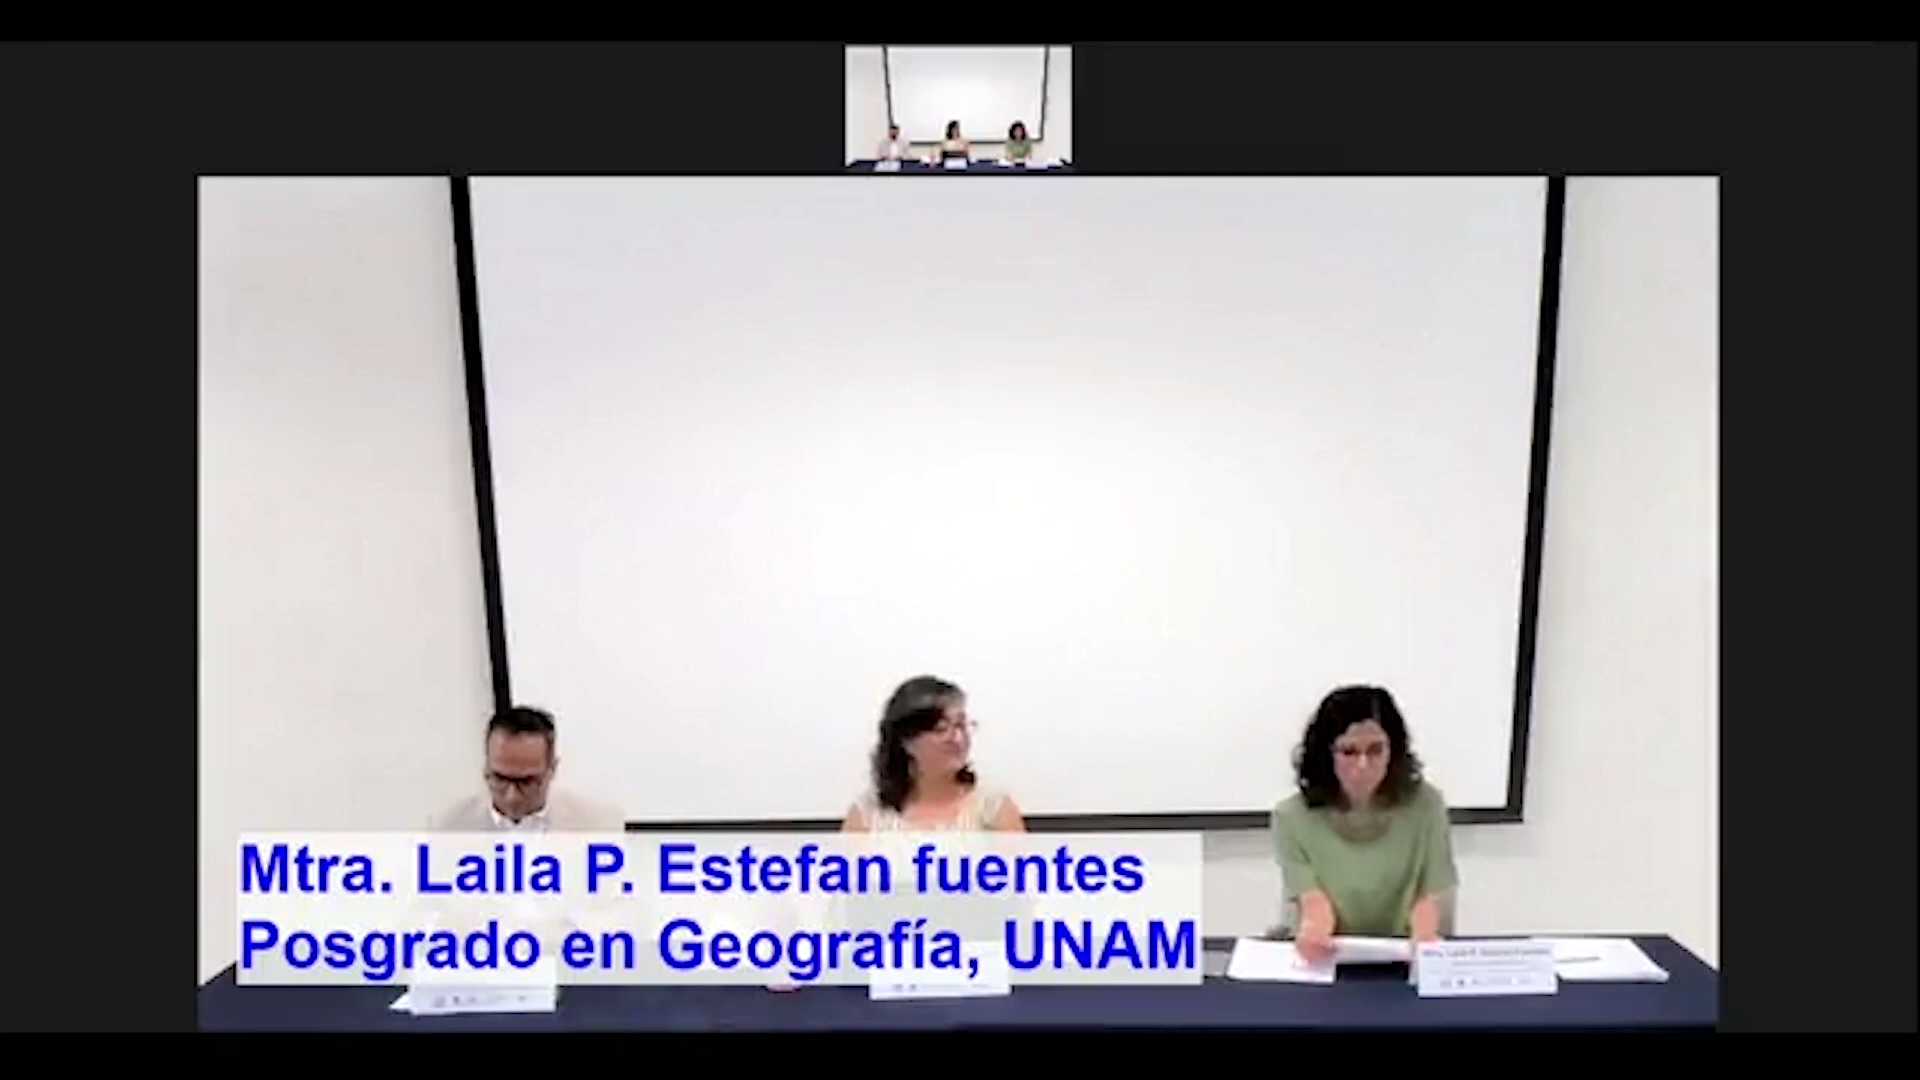 Mtra. Laila P. Estefan fuentes
Posgrado en Geografía, UNAM